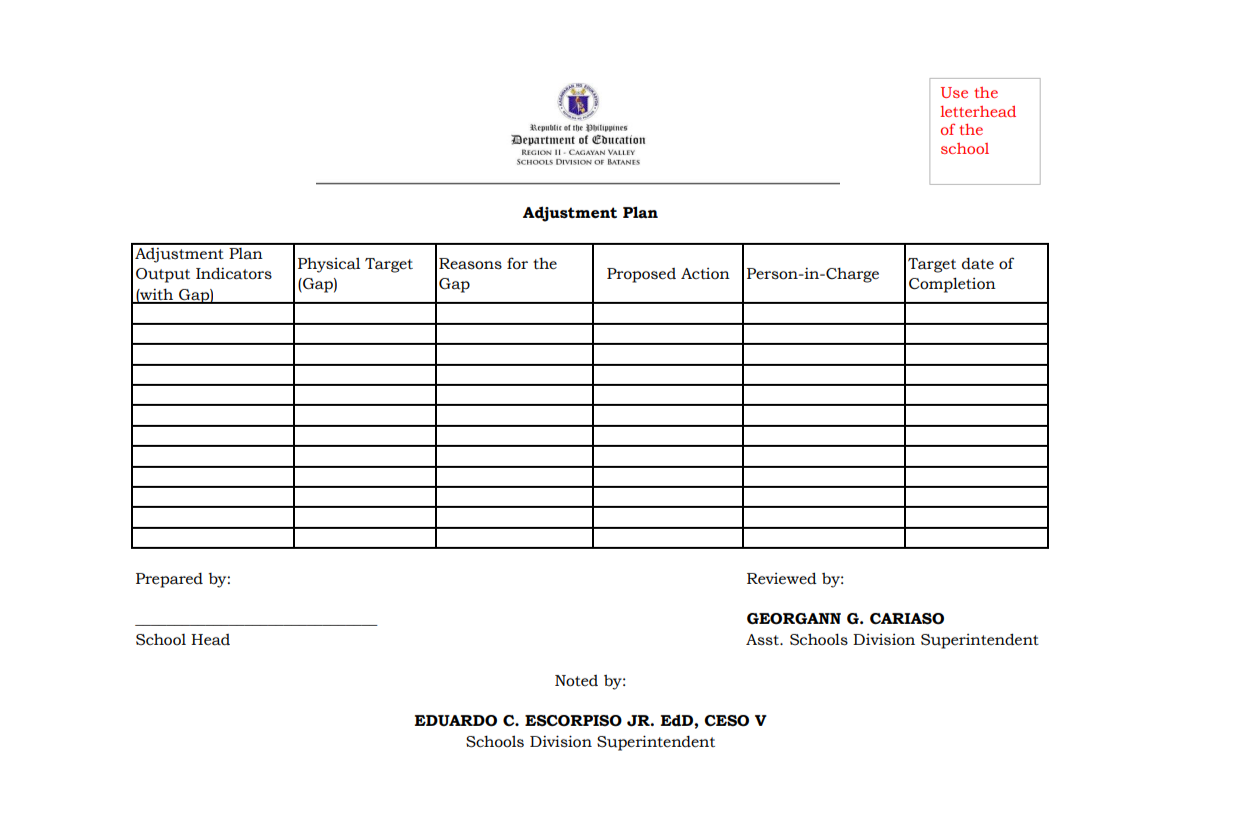 Republic of the Philippines
Department of Education
REGION II - CAGAYAN VALLEY
SCHOOLS DIVISION OF BATANES
Use the
letterhead
of the
school
Adjustment Plan
Adjustment Plan
Output Indicators
(with Gap)
Physical Target
(Gap)
Reasons for the
Gap
Proposed Action
Person-in-Charge
Target date of
Completion
Prepared by:
Reviewed by:
GEORGANN G. CARIASO
School Head
Asst. Schools Division Superintendent
Noted by:
EDUARDO C. ESCORPISO JR. EdD, CESO V
Schools Division Superintendent